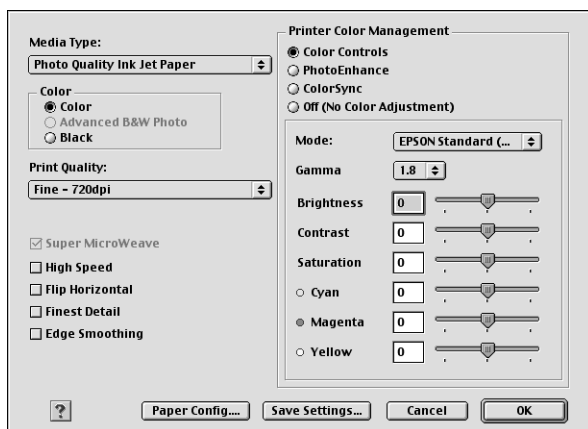 Media Type:
Photo Quality Ink Jet Paper
Color
Color
Advanced B&W Photo
Black
Print Quality:
Fine - 720dpi
Super MicroWeave
High Speed
Flip Horizontal
Finest Detail
Edge Smoothing
Printer Color Management
Color Controls
PhotoEnhance
ColorSync
Off (No Color Adjustment)
Mode: EPSON Standard (...
Gamma 1.8
Brightness 0
Contrast 0
Saturation 0
Cyan 0
Magenta 0
Yellow 0
? Paper Config.... Save Settings... Cancel OK